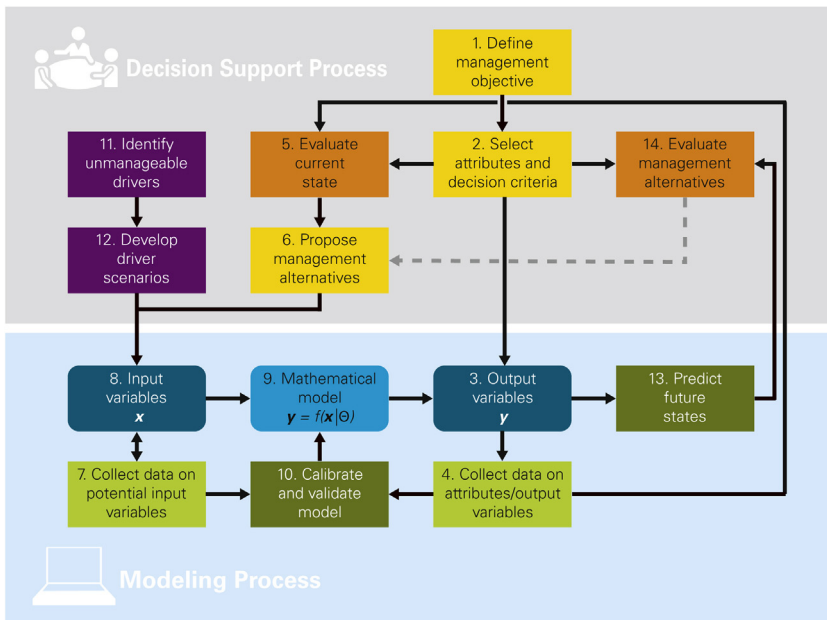 Decision Support Process
1. Define
management
objective
11. Identify
unmanageable
drivers
5. Evaluate
current
state
2. Select
attributes and
decision criteria
14. Evaluate
management
alternatives
12. Develop
driver
scenarios
6. Propose
management
alternatives
8. Input
variables
x
9. Mathematical
model
y = f(x|Θ)
3. Output
variables
y
13. Predict
future
states
7. Collect data on
potential input
variables
10. Calibrate
and validate
model
4. Collect data on
attributes/output
variables
Modeling Process